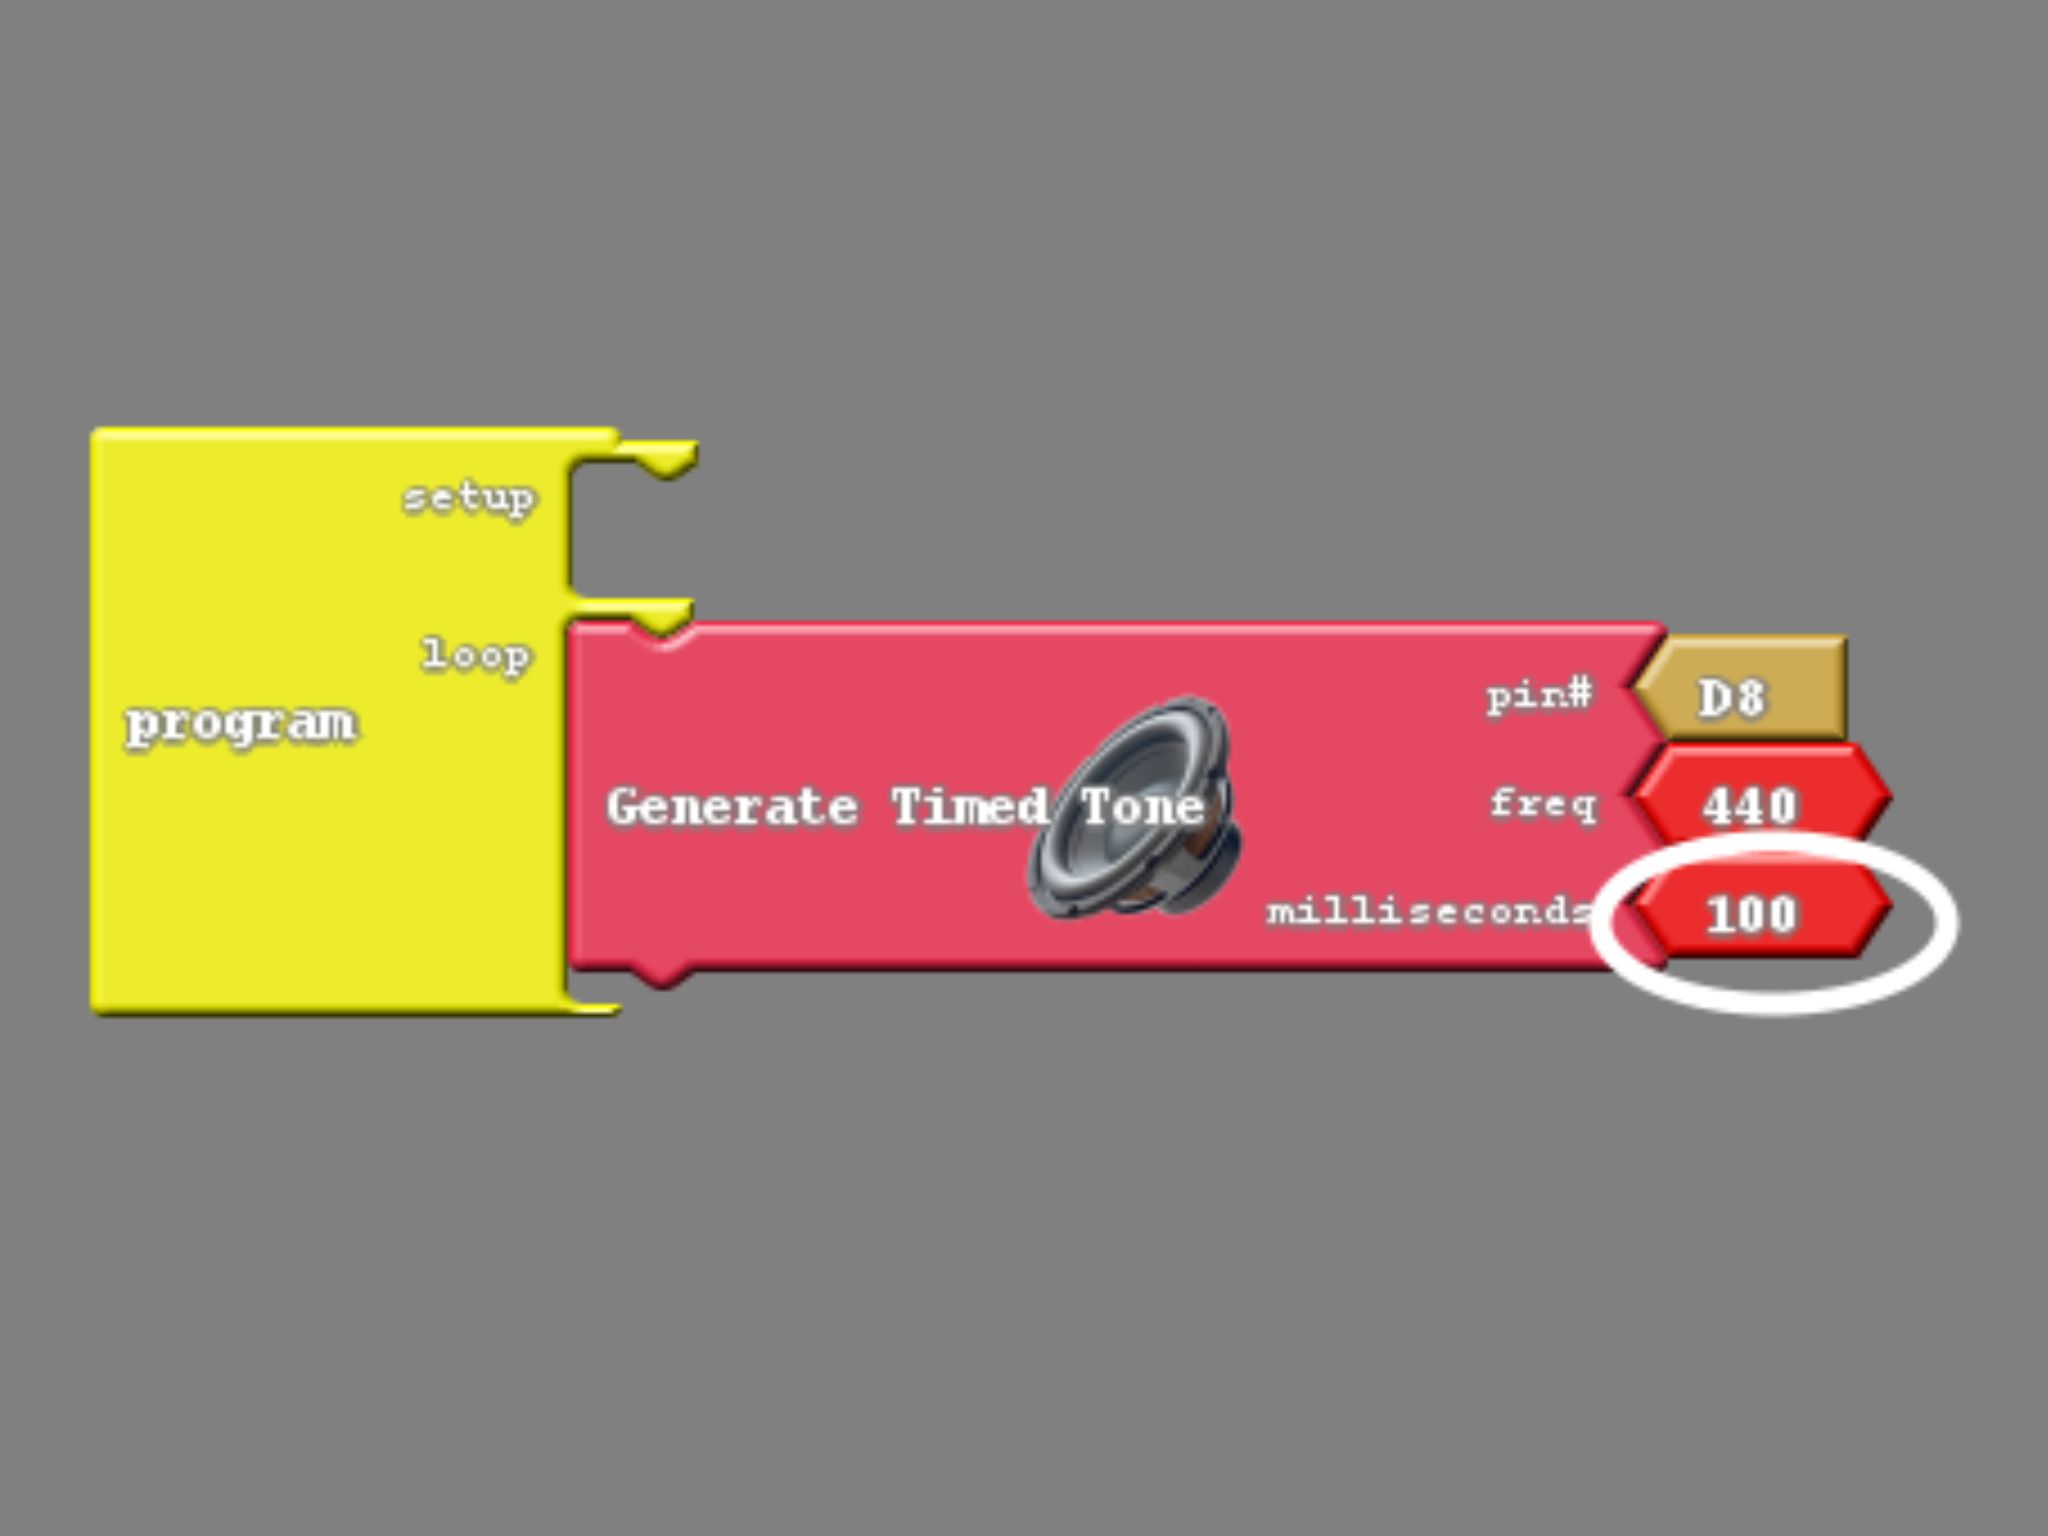 setup
loop
program
pin#
D8
Generate Timed Tone
freq
440
milliseconds
100